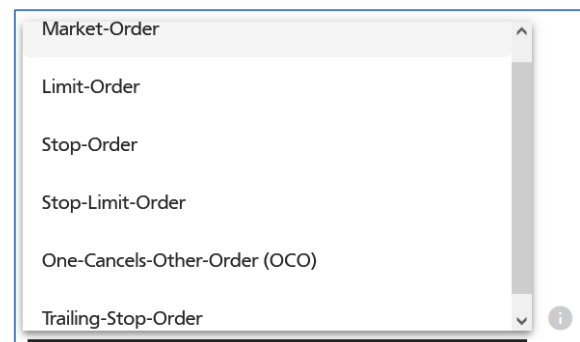 Market-Order
Limit-Order
Stop-Order
Stop-Limit-Order
One-Cancels-Other-Order (OCO)
Trailing-Stop-Order